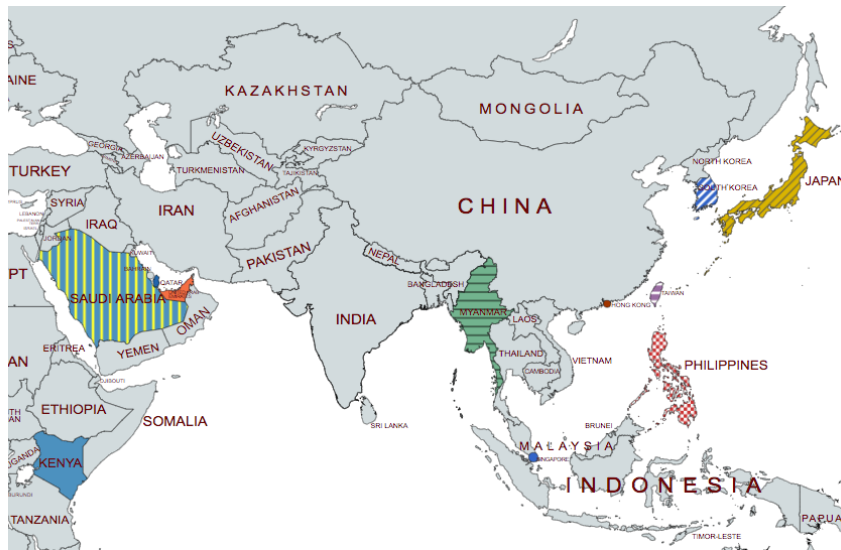 AINE
KAZAKHSTAN
MONGOLIA
GEORGIA
AZERBAIJAN
UZBEKISTAN
KYRGYZSTAN
TURKEY
TURKMENISTAN
TAJIKISTAN
NORTH KOREA
SYRIA
LEBANON
IRAQ
IRAN
AFGHANISTAN
CHINA
SOUTH KOREA
JAPAN
JORDAN
KUWAIT
PAKISTAN
NEPAL
PT
BAHRAIN
QATAR
BANGLADESH
SAUDI ARABIA
TAIWAN
HONG KONG
MYANMAR
INDIA
LAOS
OMAN
YEMEN
ERITREA
THAILAND
VIETNAM
AN
DJIBOUTI
CAMBODIA
PHILIPPINES
ETHIOPIA
SOMALIA
SRI LANKA
BRUNEI
MALAYSIA
UGANDA
KENYA
SINGAPORE
INDONESIA
BURUNDI
TANZANIA
PAPUA
TIMOR-LESTE